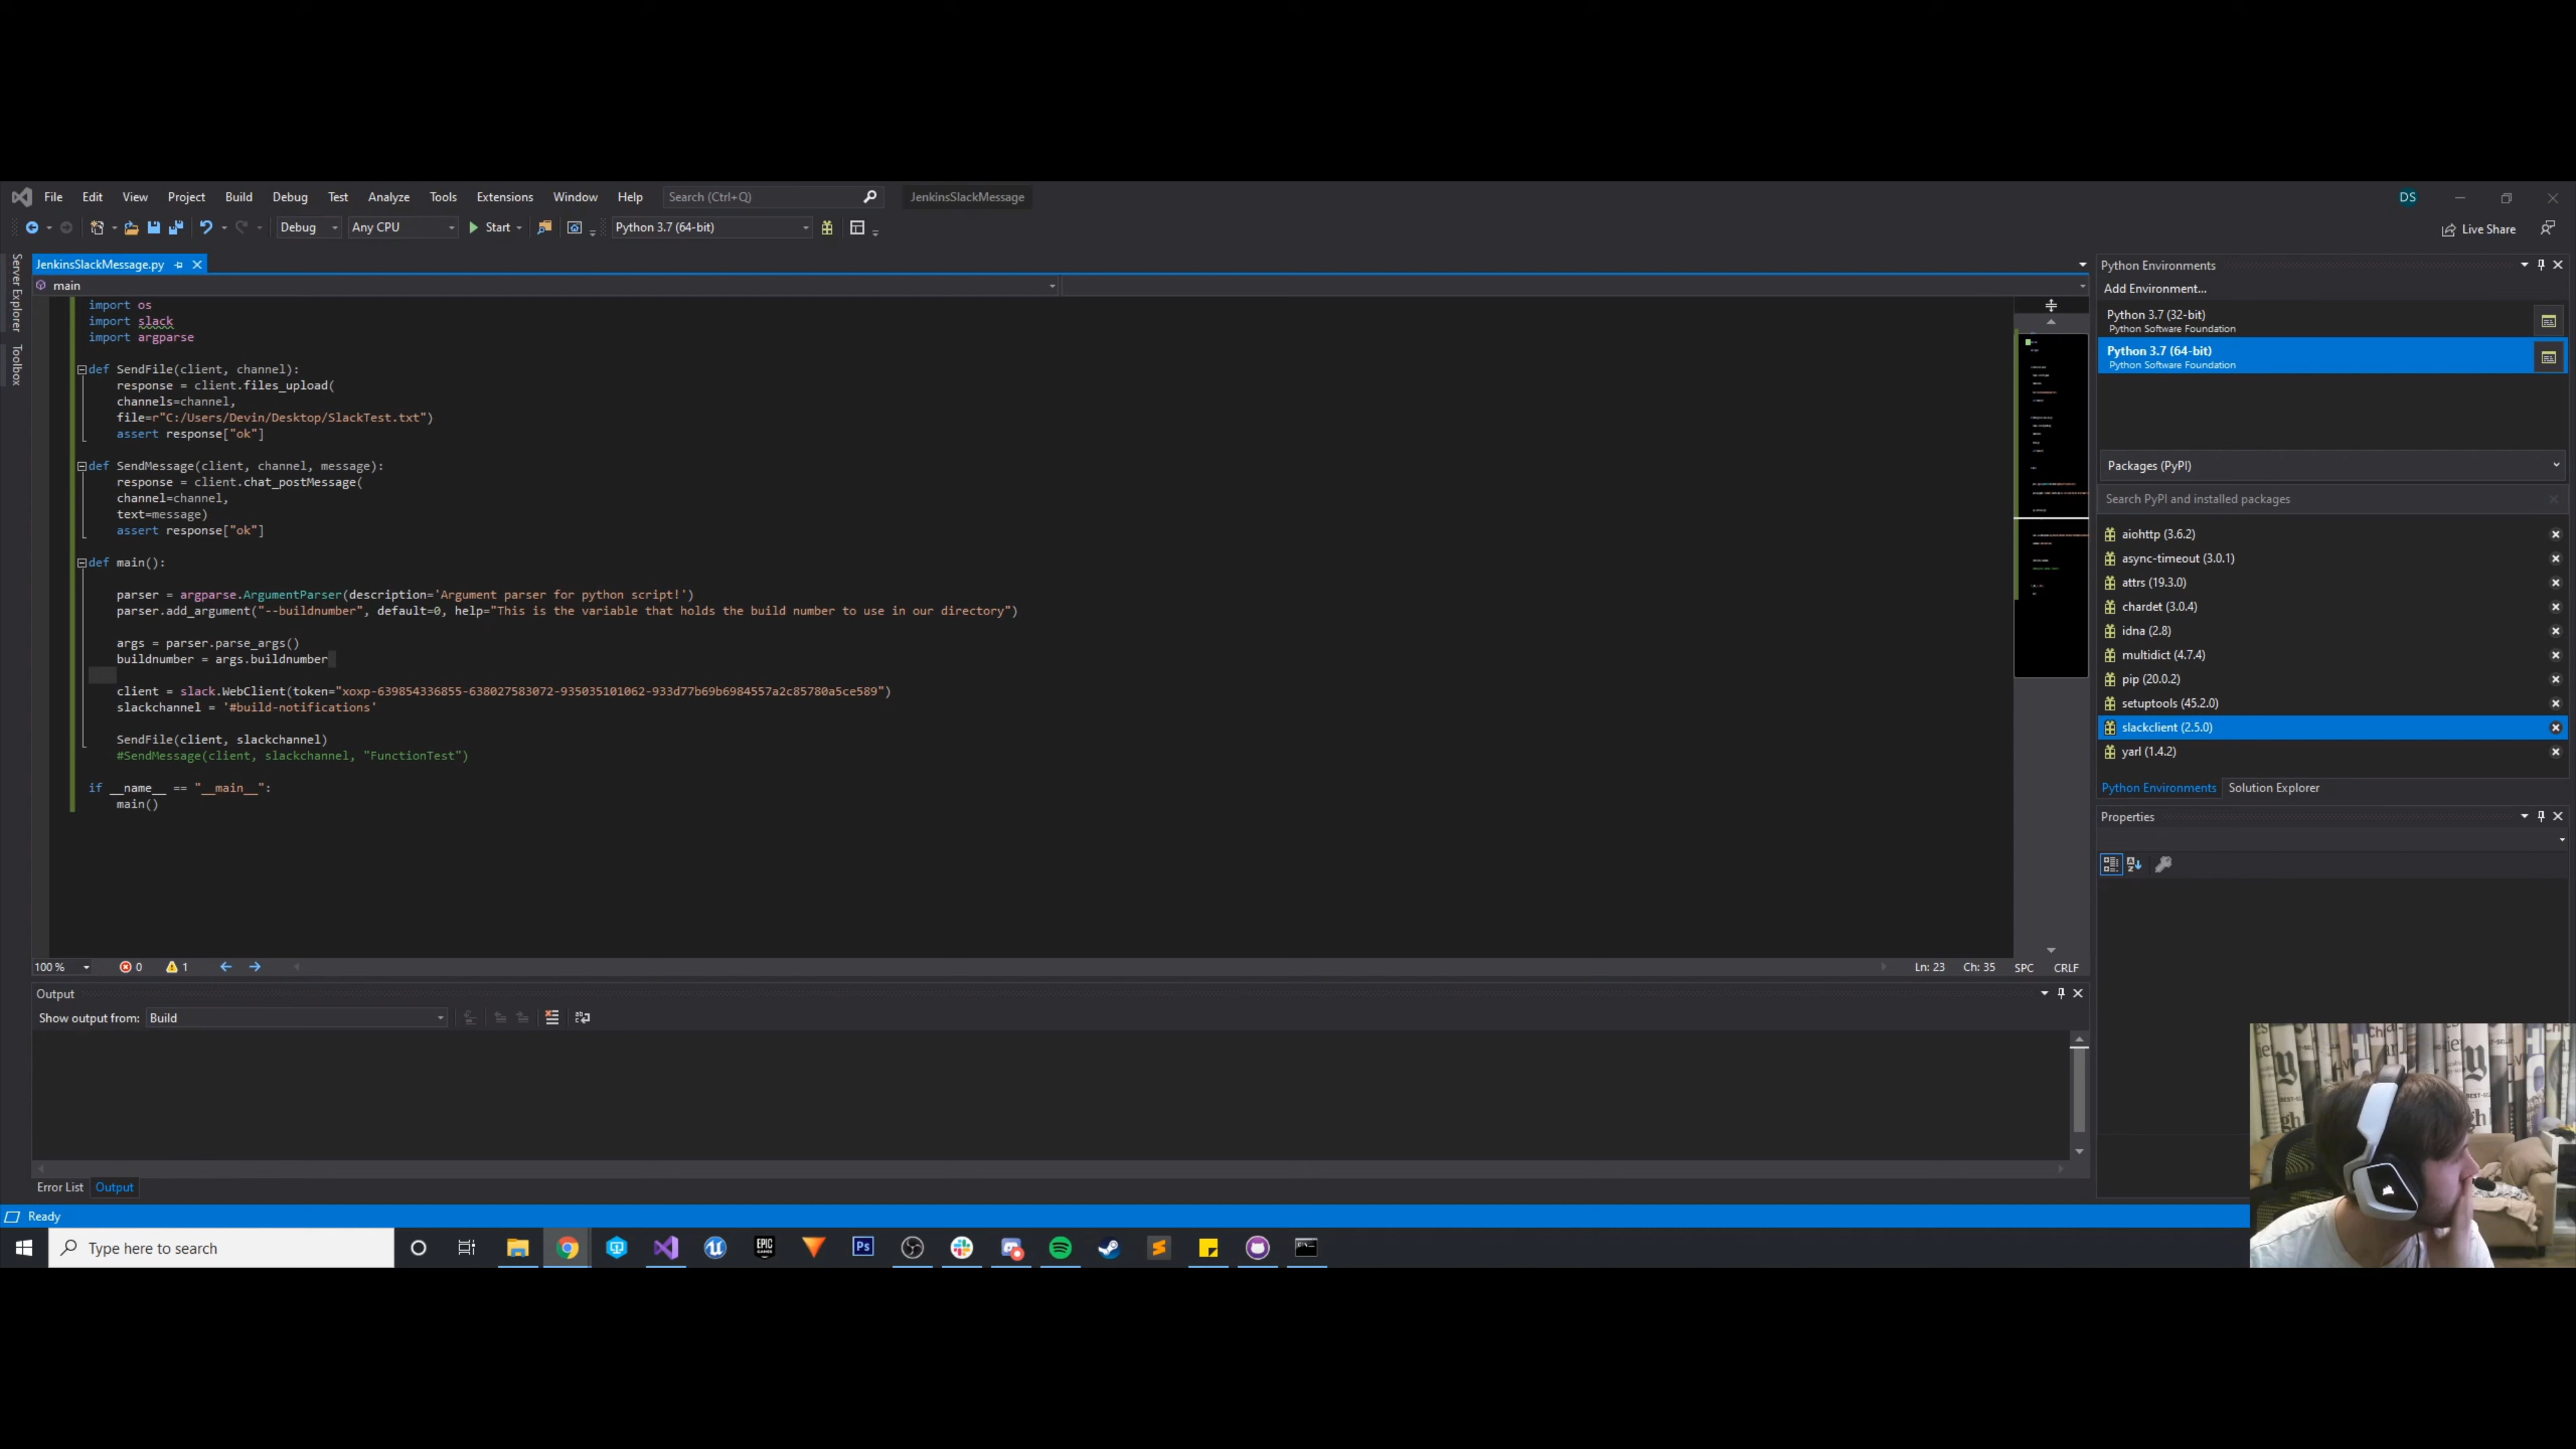 File Edit View Project Build Debug Test Analyze Tools Extensions Window Help Search (Ctrl+Q) JenkinsSlackMessage DS
Debug Any CPU Start Python 3.7 (64-bit) Live Share
Server Explorer
Toolbox
JenkinsSlackMessage.py
main
import os
import slack
import argparse
def SendFile(client, channel):
response = client.files_upload(
channels=channel,
file=r"C:/Users/Devin/Desktop/SlackTest.txt")
assert response["ok"]
def SendMessage(client, channel, message):
response = client.chat_postMessage(
channel=channel,
text=message)
assert response["ok"]
def main():
parser = argparse.ArgumentParser(description='Argument parser for python script!')
parser.add_argument("--buildnumber", default=0, help="This is the variable that holds the build number to use in our directory")
args = parser.parse_args()
buildnumber = args.buildnumber
client = slack.WebClient(token="xoxp-639854336855-638027583072-935035101062-933d77b69b6984557a2c85780a5ce589")
slackchannel = '#build-notifications'
SendFile(client, slackchannel)
#SendMessage(client, slackchannel, "FunctionTest")
if __name__ == "__main__":
main()
100 % 0 1 Ln: 23 Ch: 35 SPC CRLF
Output
Show output from: Build
Error List Output
Python Environments
Add Environment...
Python 3.7 (32-bit)
Python Software Foundation
Python 3.7 (64-bit)
Python Software Foundation
Packages (PyPI)
Search PyPI and installed packages
aiohttp (3.6.2)
async-timeout (3.0.1)
attrs (19.3.0)
chardet (3.0.4)
idna (2.8)
multidict (4.7.4)
pip (20.0.2)
setuptools (45.2.0)
slackclient (2.5.0)
yarl (1.4.2)
Python Environments Solution Explorer
Properties
Ready
Type here to search
EPIC GAMES
Ps